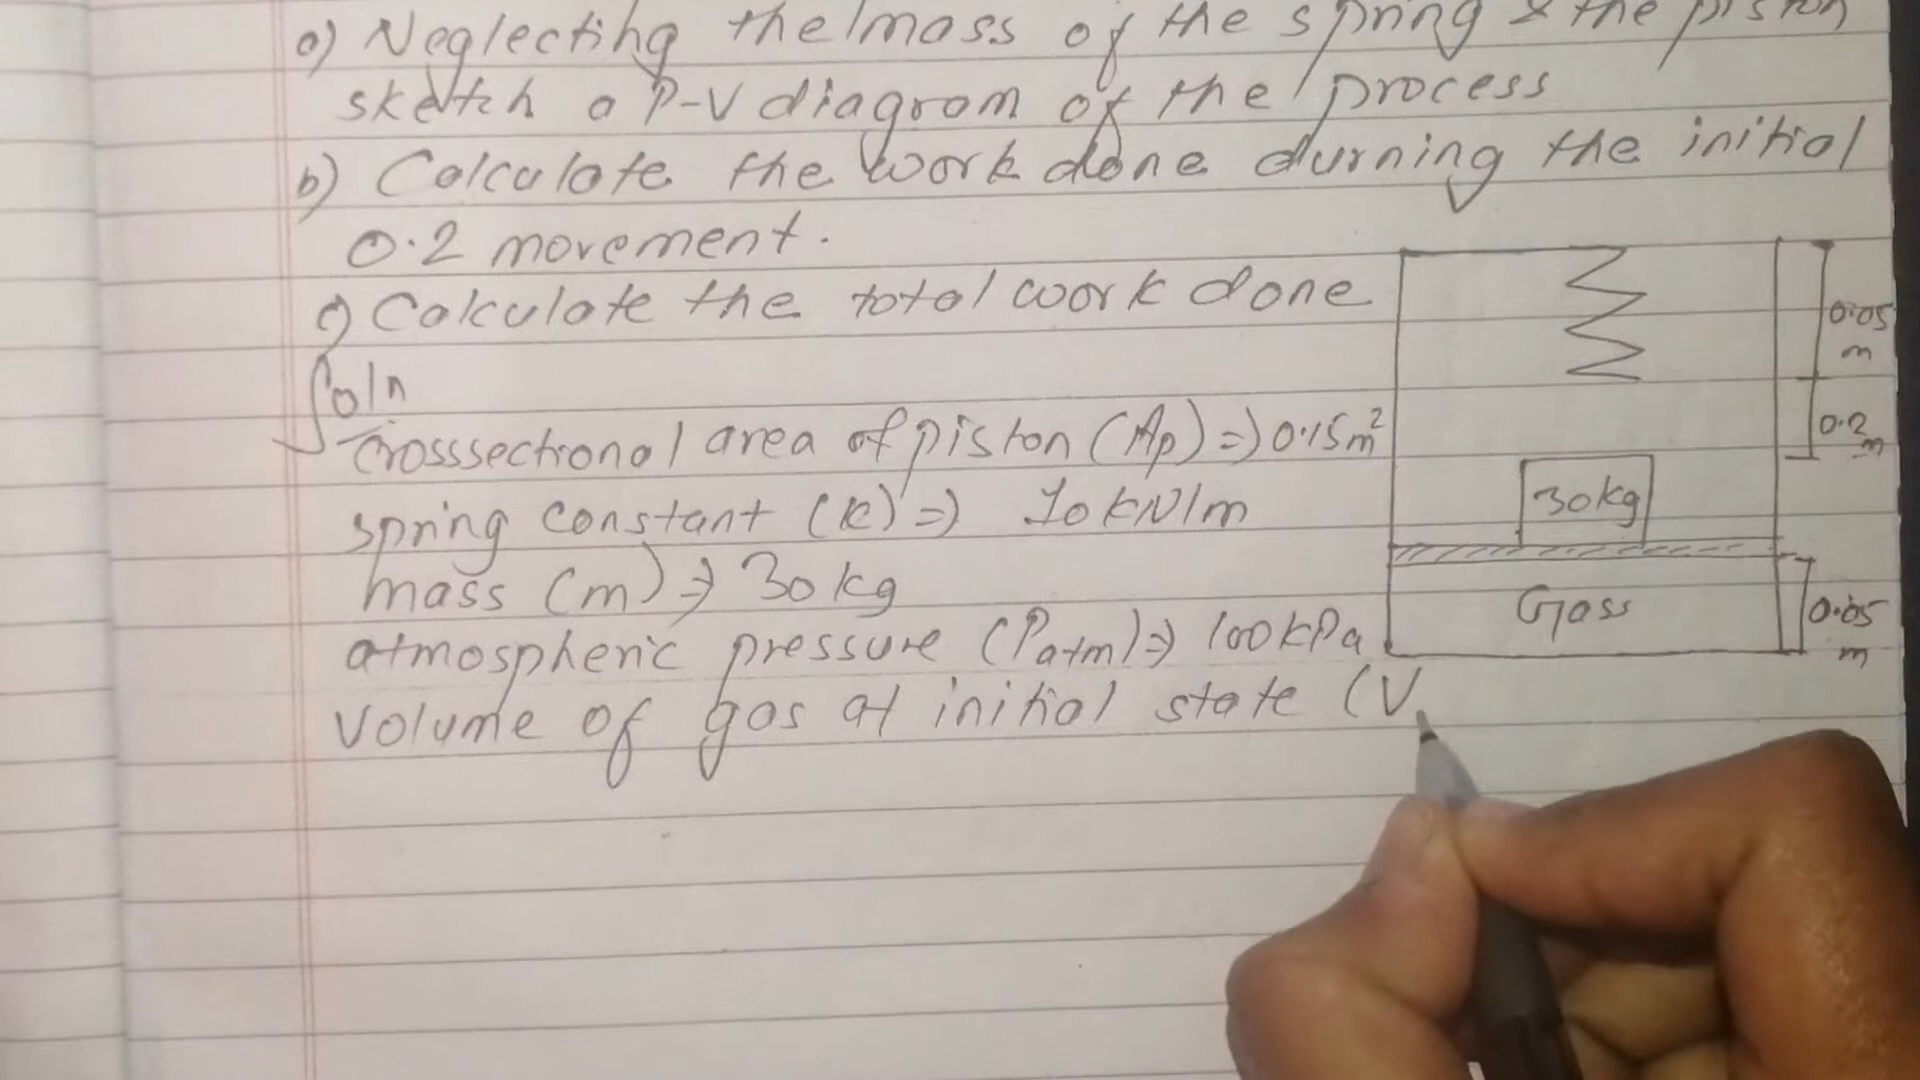 a) Neglecting the mass of the spring & the piston
sketch a P-V diagram of the process
b) Calculate the work done durning the initial
0.2 movement.
c) Calculate the total work done
Soln
Crosssectional area of piston (Ap) => 0.15m²
spring constant (k) => 10kN/m
mass (m) => 30kg
atmospheric pressure (Patm) => 100kPa
volume of gas at initial state (V
0.05
m
0.2
m
30kg
Gass
0.05
m